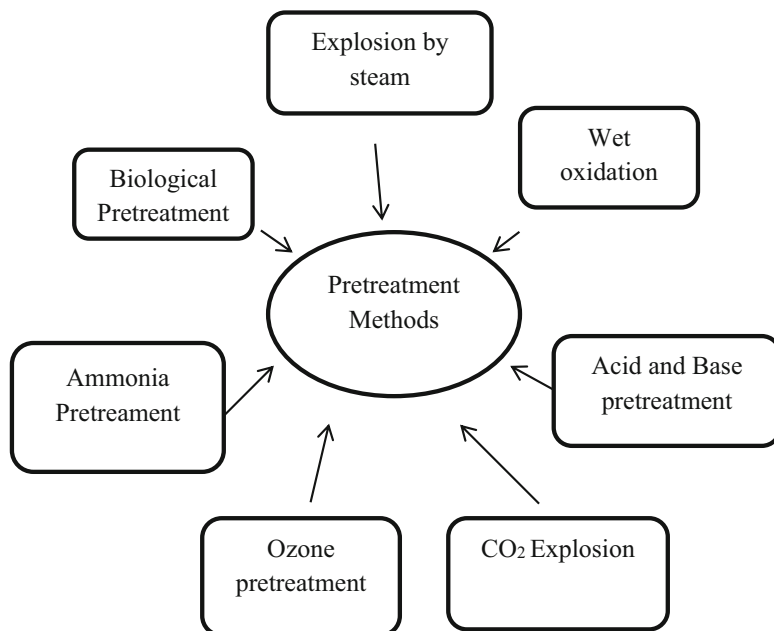 Explosion by
steam
Wet
oxidation
Biological
Pretreatment
Pretreatment
Methods
Ammonia
Pretreament
Acid and Base
pretreatment
Ozone
pretreatment
CO₂ Explosion